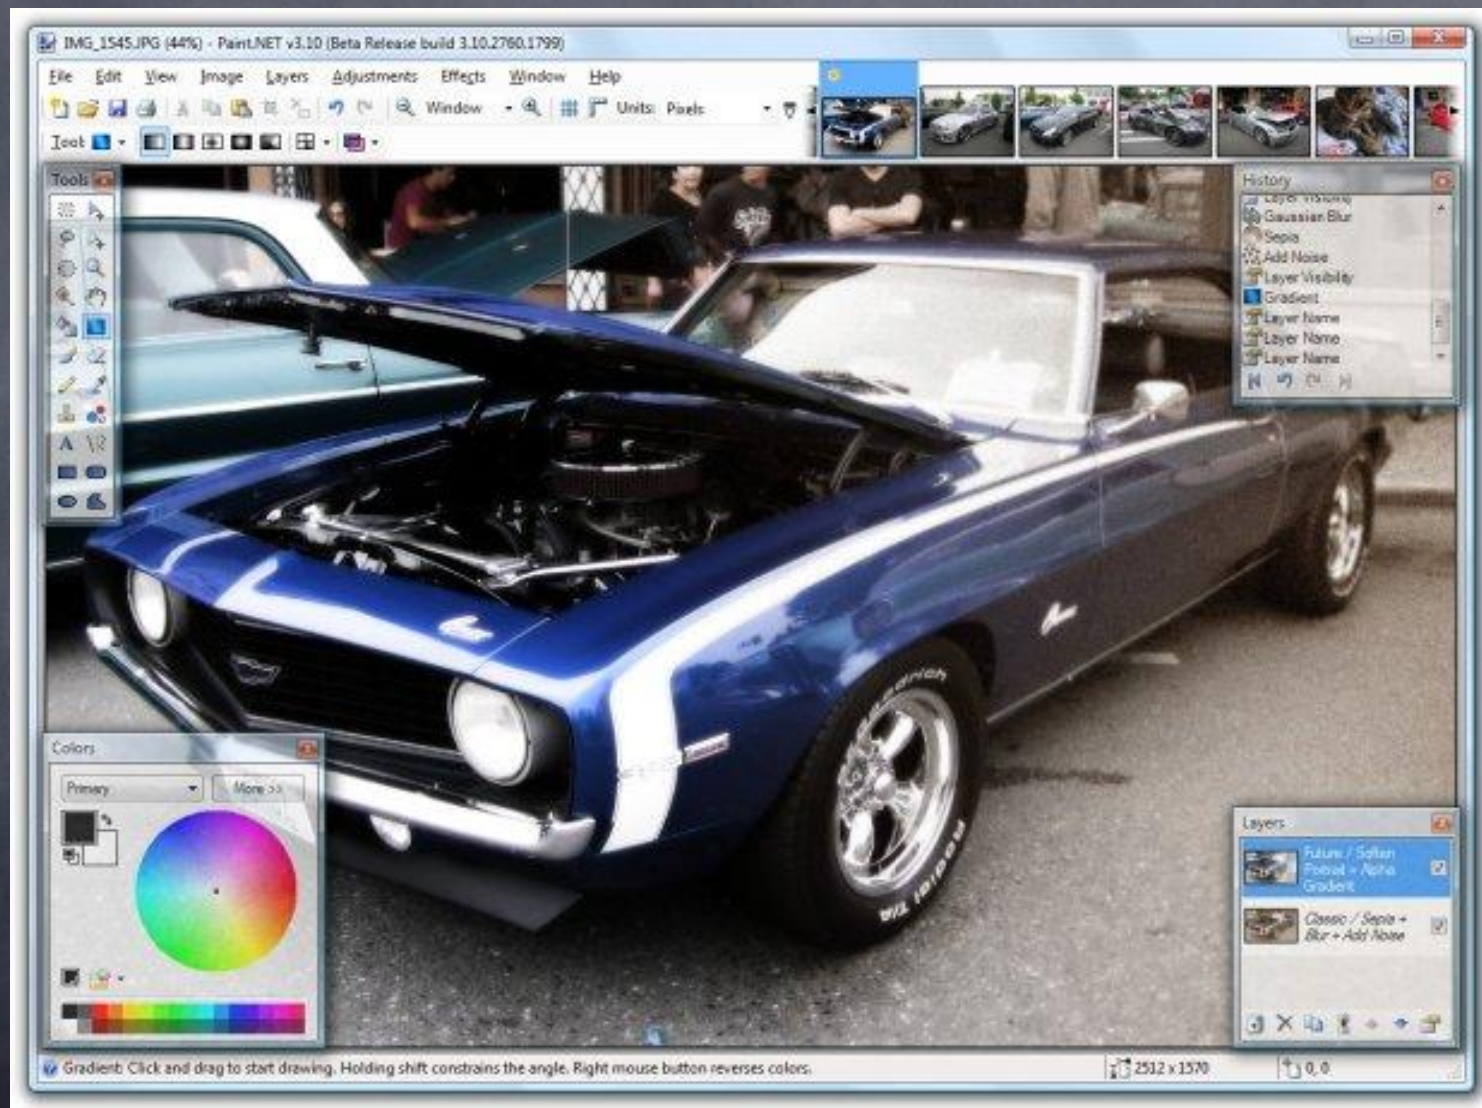 IMG_1545.JPG (44%) - Paint.NET v3.10 (Beta Release build 3.10.2760.1799)
File Edit View Image Layers Adjustments Effects Window Help
Window Units: Pixels
Tool:
Tools
History
Layer Visibility
Gaussian Blur
Sepia
Add Noise
Layer Visibility
Gradient
Layer Name
Layer Name
Layer Name
Radial T/A
Colors
Primary
More >>
Layers
Future / Soften
Portrait + Alpha
Gradient
Classic / Sepia +
Blur + Add Noise
Gradient: Click and drag to start drawing. Holding shift constrains the angle. Right mouse button reverses colors.
2512 x 1570
0, 0